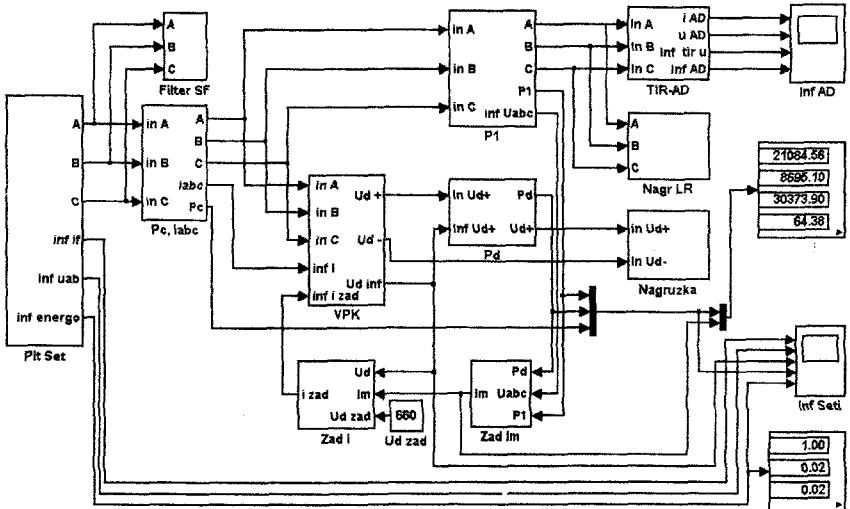 A
B
C
Filter SF
A
B
C
inf if
inf uab
inf energo
Pit Set
in A
in B
in C
A
B
C
iabc
Pc
Pc, iabc
in A
in B
in C
inf I
inf i zad
Ud +
Ud -
Ud inf
VPK
in A
in B
in C
A
B
C
P1
inf Uabc
P1
in A
in B
in C
i AD
u AD
inf tir u
inf AD
TIR-AD
Inf AD
A
B
C
Nagr LR
in Ud+
inf Ud+
Pd
Ud+
Pd
in Ud+
in Ud-
Nagruzka
21084.56
8595.10
30373.90
64.38
i zad
Ud
Im
Ud zad
Zad i
660
Ud zad
Im
Pd
Uabc
P1
Zad Im
Inf Seti
1.00
0.02
0.02